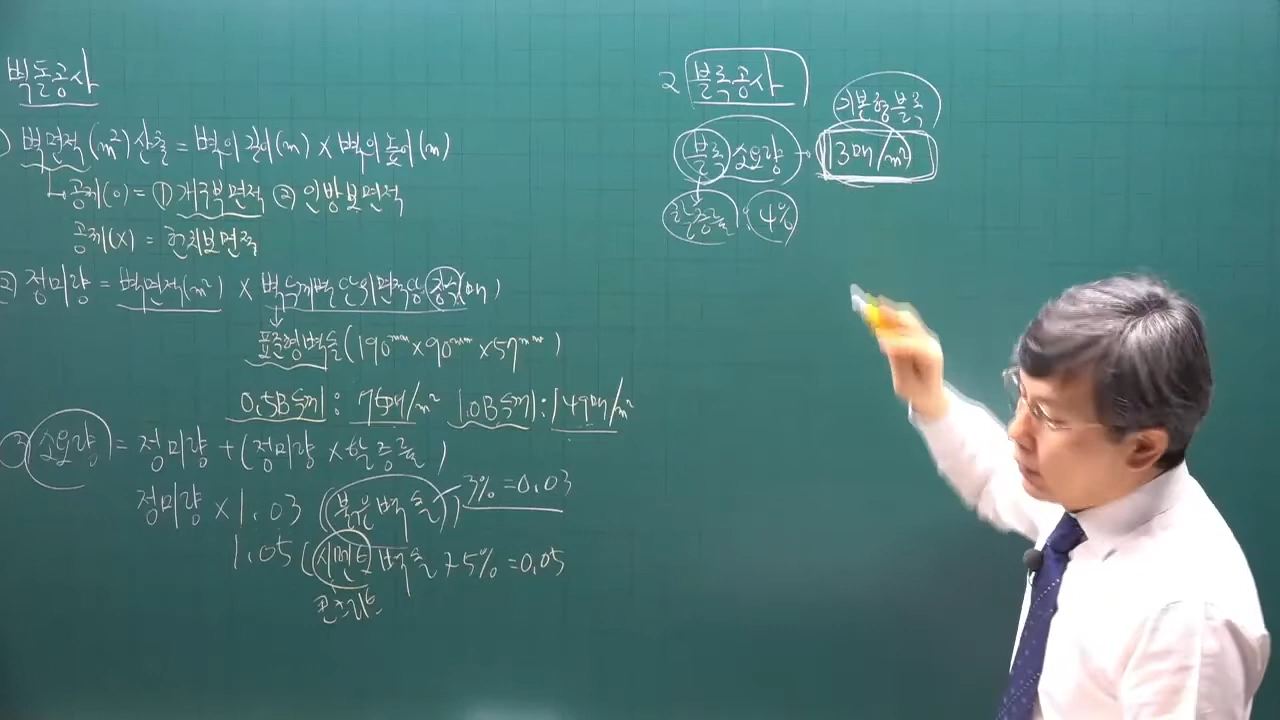 벽돌공사
) 벽면적(m²)산출 = 벽의 길이(m) × 벽의 높이(m)
↳ 공제(O) = ① 개구부면적 ② 인방보면적
공제(X) = 면적
② 정미량 = 벽면적(m²) × 벽두께별 단위면적당 장수(매)
↓
표준형벽돌(190mm×90mm×57mm)
0.5B두께 : 75매/m² 1.0B두께 : 149매/m²
③ 소요량 = 정미량 + (정미량 × 할증률)
정미량 × 1.03 (붉은벽돌) 3% = 0.03
1.05 (시멘트벽돌 → 5% = 0.05
콘크리트
2 블록공사
기본형블록
블록소요량 → 13매/m²
할증률 : 4%